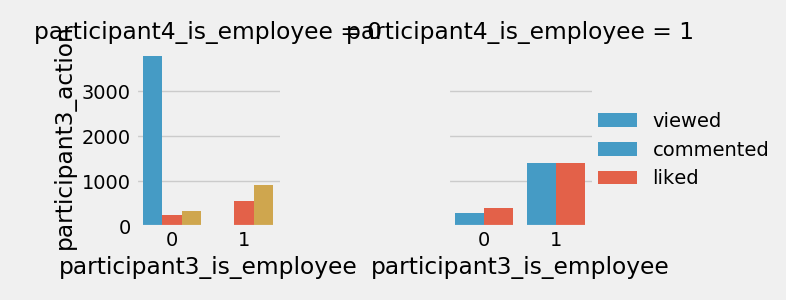 participant4_is_employee = 0
participant4_is_employee = 1
participant3_action
3000
2000
1000
0
0 1
0 1
participant3_is_employee
participant3_is_employee
viewed
commented
liked